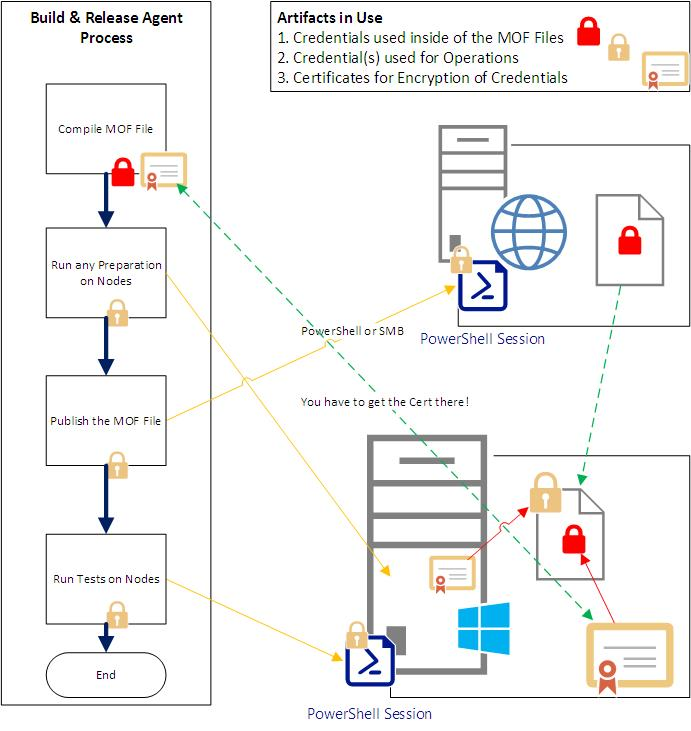 Build & Release Agent
Process
Artifacts in Use
1. Credentials used inside of the MOF Files
2. Credential(s) used for Operations
3. Certificates for Encryption of Credentials
Compile MOF File
Run any Preparation
on Nodes
PowerShell or SMB
PowerShell Session
Publish the MOF File
You have to get the Cert there!
Run Tests on Nodes
End
PowerShell Session